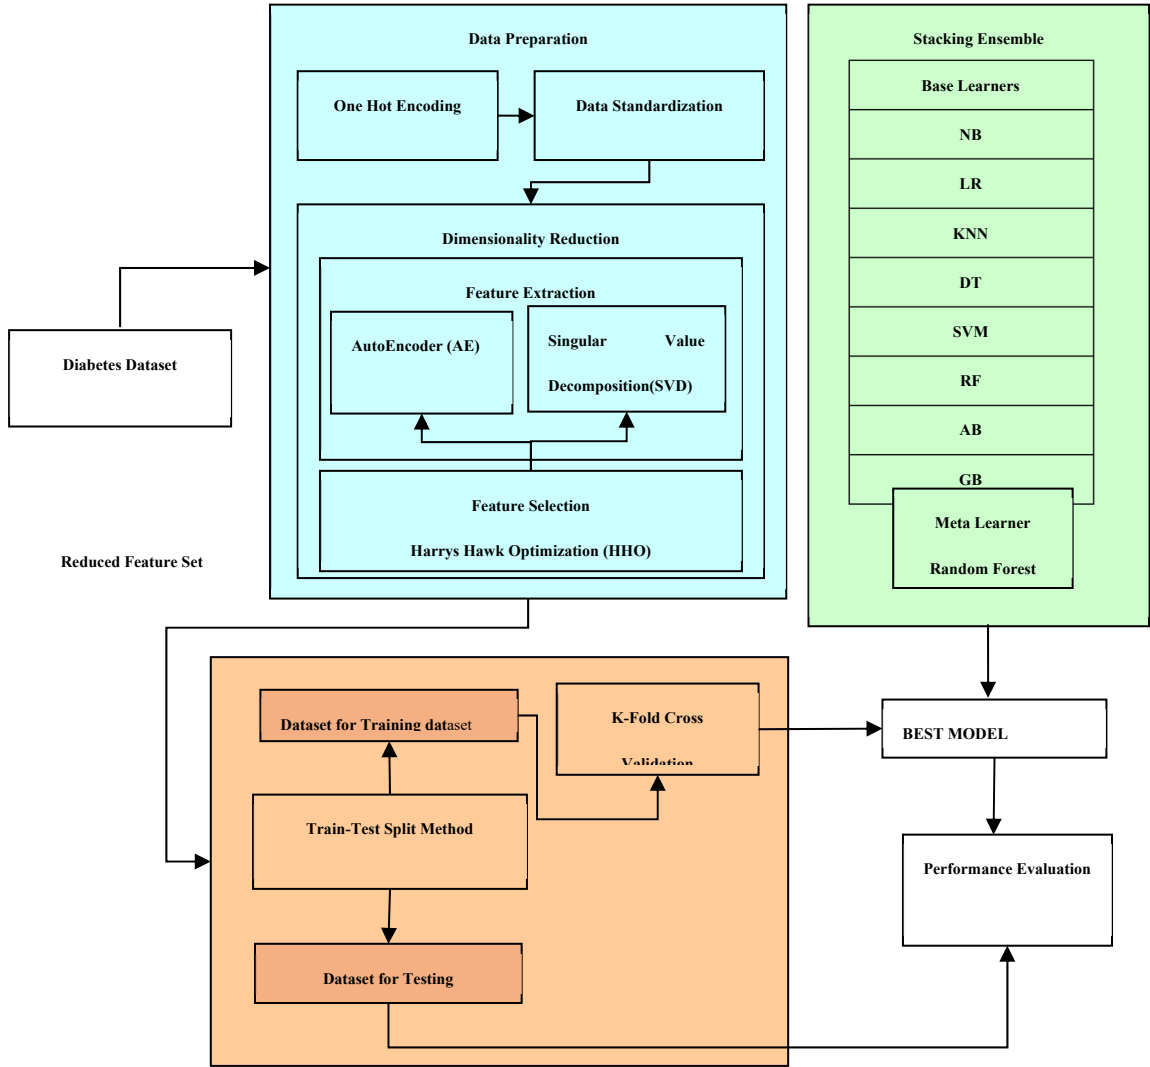 Data Preparation
One Hot Encoding
Data Standardization
Dimensionality Reduction
Feature Extraction
AutoEncoder (AE)
Singular Value
Decomposition(SVD)
Feature Selection
Harrys Hawk Optimization (HHO)
Diabetes Dataset
Reduced Feature Set
Stacking Ensemble
Base Learners
NB
LR
KNN
DT
SVM
RF
AB
GB
Meta Learner
Random Forest
Dataset for Training dataset
K-Fold Cross
Validation
Train-Test Split Method
Dataset for Testing
BEST MODEL
Performance Evaluation